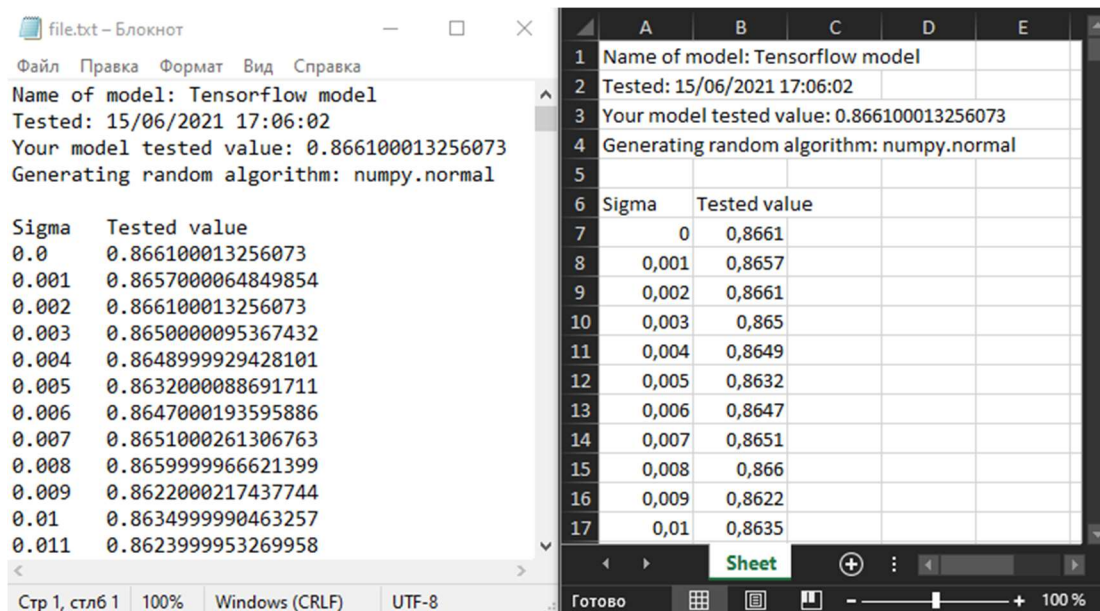 file.txt – Блокнот
Файл Правка Формат Вид Справка
Name of model: Tensorflow model
Tested: 15/06/2021 17:06:02
Your model tested value: 0.866100013256073
Generating random algorithm: numpy.normal
Sigma Tested value
0.0 0.866100013256073
0.001 0.8657000064849854
0.002 0.866100013256073
0.003 0.8650000095367432
0.004 0.8648999929428101
0.005 0.8632000088691711
0.006 0.8647000193595886
0.007 0.8651000261306763
0.008 0.8659999966621399
0.009 0.8622000217437744
0.01 0.8634999990463257
0.011 0.8623999953269958
Стр 1, стлб 1 100% Windows (CRLF) UTF-8
A B C D E
1 Name of model: Tensorflow model
2 Tested: 15/06/2021 17:06:02
3 Your model tested value: 0.866100013256073
4 Generating random algorithm: numpy.normal
5
6 Sigma Tested value
7 0 0,8661
8 0,001 0,8657
9 0,002 0,8661
10 0,003 0,865
11 0,004 0,8649
12 0,005 0,8632
13 0,006 0,8647
14 0,007 0,8651
15 0,008 0,866
16 0,009 0,8622
17 0,01 0,8635
Sheet
Готово 100 %